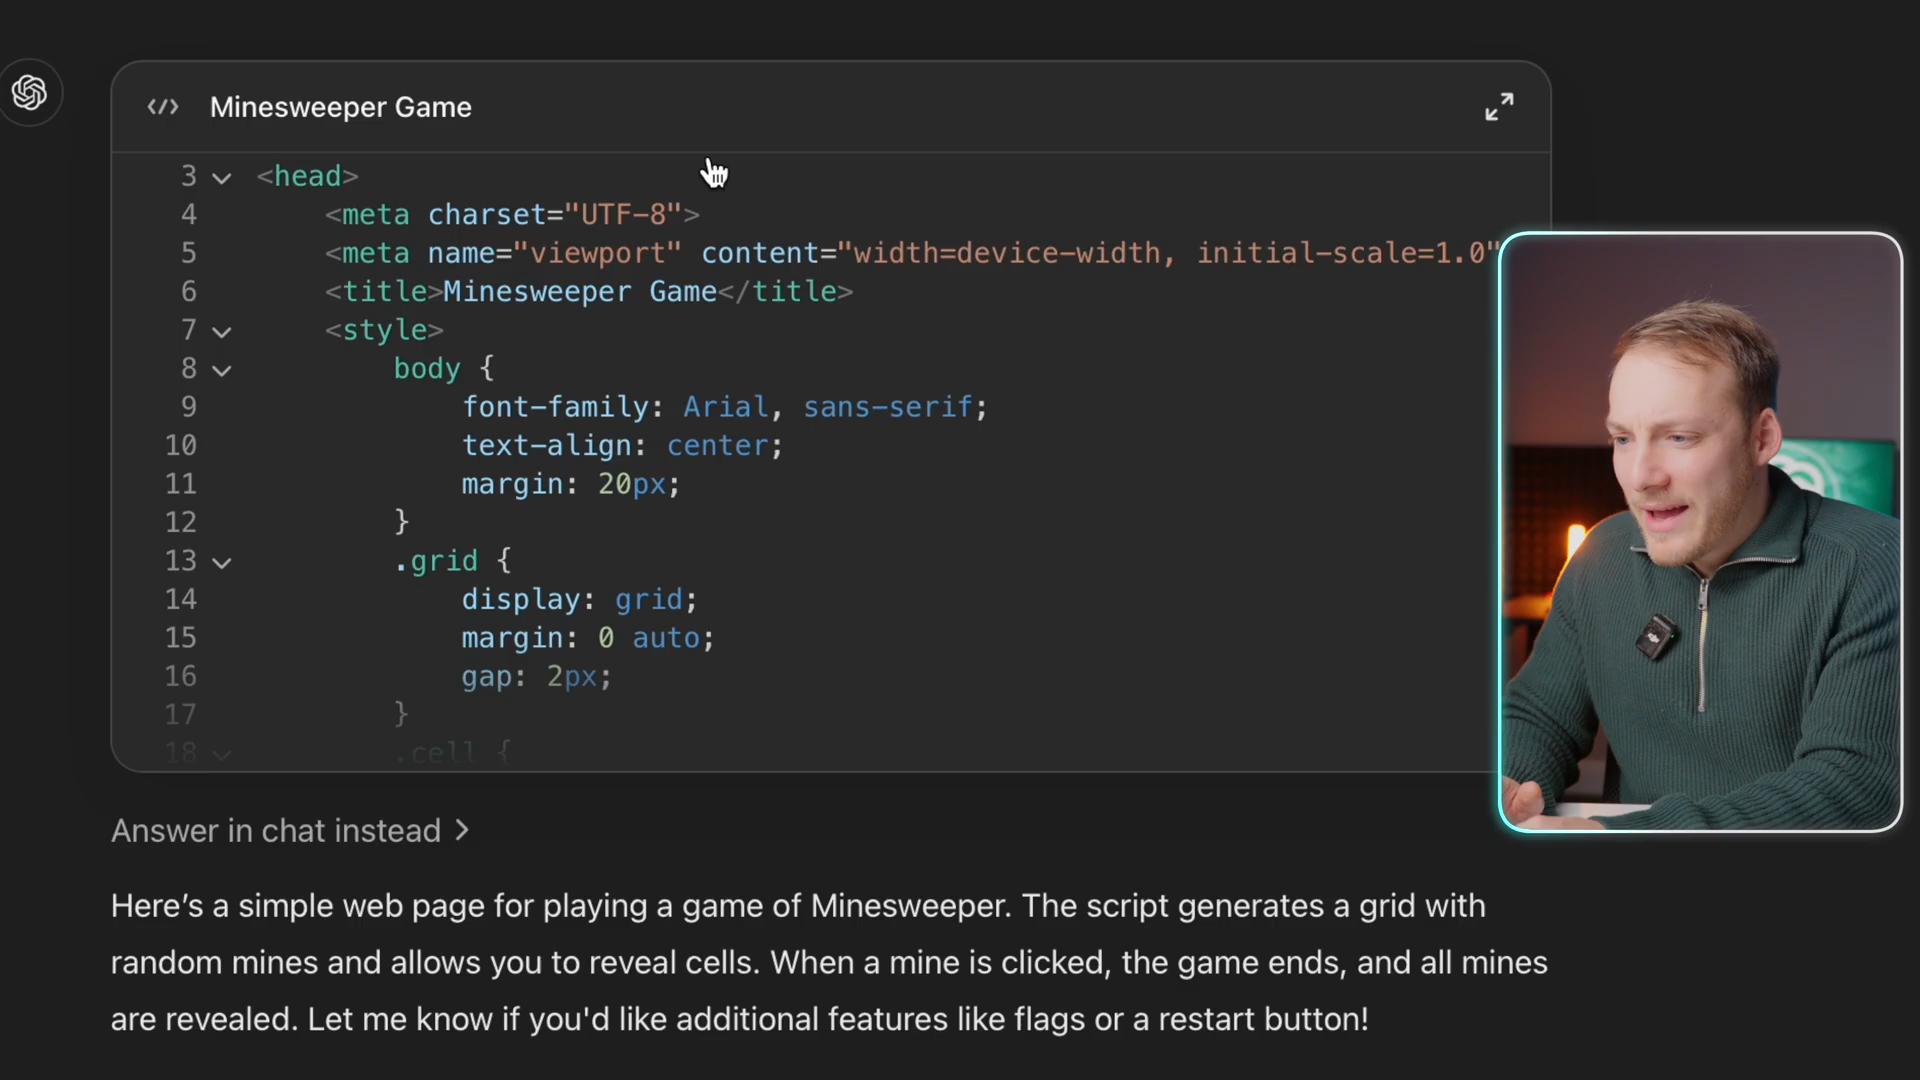 </> Minesweeper Game
3 <head>
4 <meta charset="UTF-8">
5 <meta name="viewport" content="width=device-width, initial-scale=1.0"
6 <title>Minesweeper Game</title>
7 <style>
8 body {
9 font-family: Arial, sans-serif;
10 text-align: center;
11 margin: 20px;
12 }
13 .grid {
14 display: grid;
15 margin: 0 auto;
16 gap: 2px;
17 }
18 .cell {
Answer in chat instead >
Here's a simple web page for playing a game of Minesweeper. The script generates a grid with
random mines and allows you to reveal cells. When a mine is clicked, the game ends, and all mines
are revealed. Let me know if you'd like additional features like flags or a restart button!